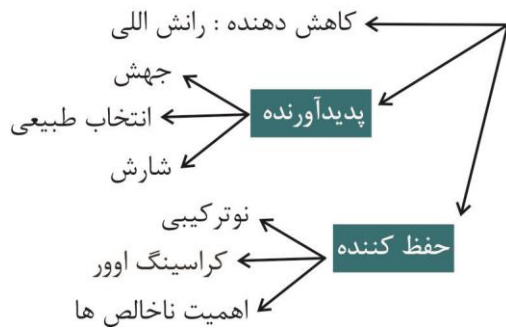 کاهش دهنده : رانش اللی
پدیدآورنده
جهش
انتخاب طبیعی
شارش
حفظ کننده
نوترکیبی
کراسینگ اوور
اهمیت ناخالص ها